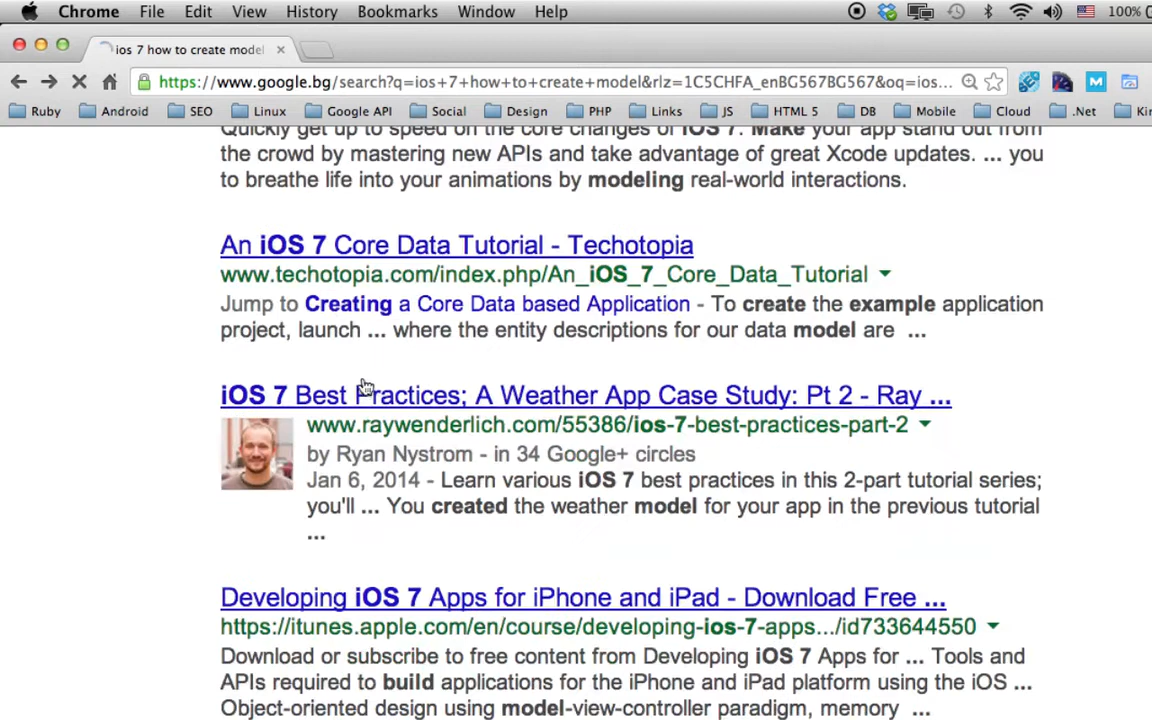 Chrome File Edit View History Bookmarks Window Help 100%
ios 7 how to create model
https://www.google.bg/search?q=ios+7+how+to+create+model&rlz=1C5CHFA_enBG567BG567&oq=ios...
Ruby Android SEO Linux Google API Social Design PHP Links JS HTML 5 DB Mobile Cloud .Net
Quickly get up to speed on the core changes of iOS 7. Make your app stand out from
the crowd by mastering new APIs and take advantage of great Xcode updates. ... you
to breathe life into your animations by modeling real-world interactions.
An iOS 7 Core Data Tutorial - Techotopia
www.techotopia.com/index.php/An_iOS_7_Core_Data_Tutorial
Jump to Creating a Core Data based Application - To create the example application
project, launch ... where the entity descriptions for our data model are ...
iOS 7 Best Practices; A Weather App Case Study: Pt 2 - Ray ...
www.raywenderlich.com/55386/ios-7-best-practices-part-2
by Ryan Nystrom - in 34 Google+ circles
Jan 6, 2014 - Learn various iOS 7 best practices in this 2-part tutorial series;
you'll ... You created the weather model for your app in the previous tutorial
...
Developing iOS 7 Apps for iPhone and iPad - Download Free ...
https://itunes.apple.com/en/course/developing-ios-7-apps.../id733644550
Download or subscribe to free content from Developing iOS 7 Apps for ... Tools and
APIs required to build applications for the iPhone and iPad platform using the iOS ...
Object-oriented design using model-view-controller paradigm, memory ...